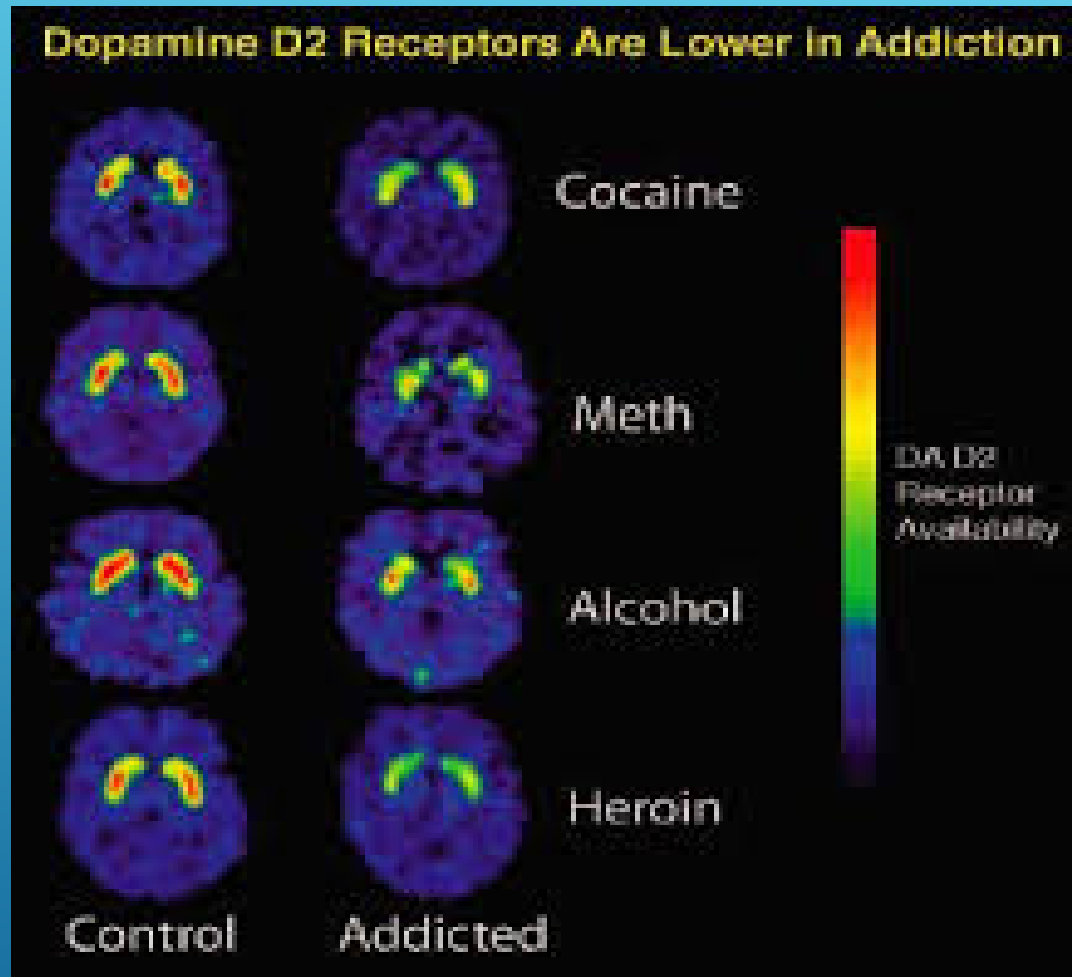 Dopamine D2 Receptors Are Lower in Addiction
Cocaine
Meth
DA D2
Receptor
Availability
Alcohol
Heroin
Control Addicted